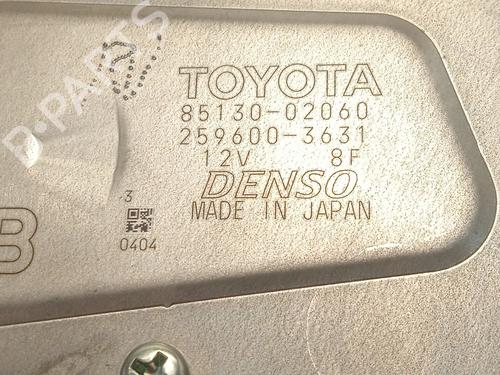 TOYOTA
85130-02060
259600-3631
12V 8F
DENSO
MADE IN JAPAN
3
0404
B
B-PARTS